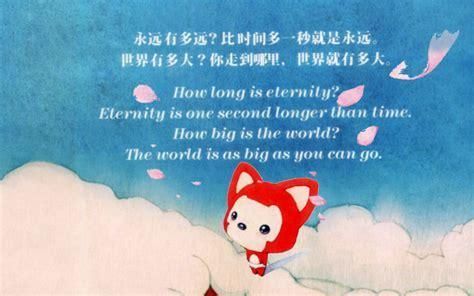 永远有多远？比时间多一秒就是永远。
世界有多大？你走到哪里，世界就有多大。
How long is eternity?
Eternity is one second longer than time.
How big is the world?
The world is as big as you can go.